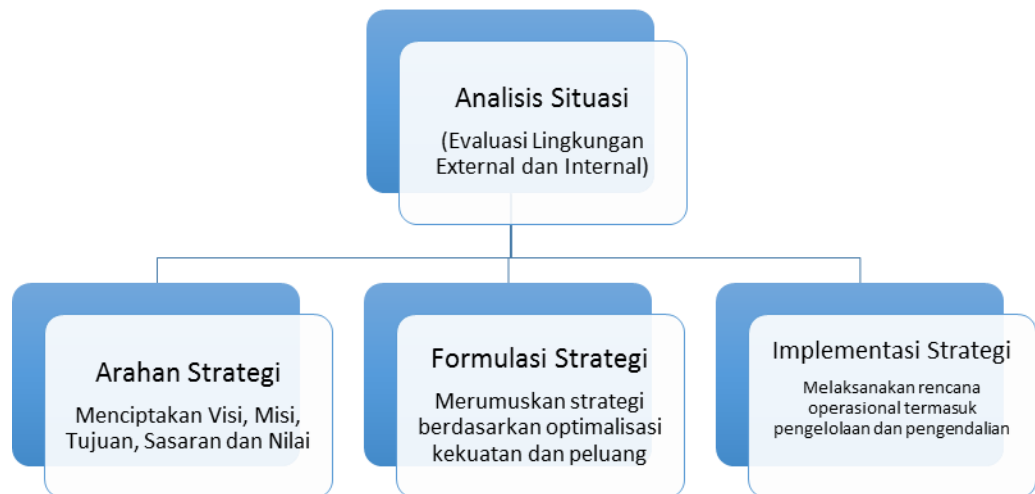 Analisis Situasi
(Evaluasi Lingkungan
External dan Internal)
Arahan Strategi
Menciptakan Visi, Misi,
Tujuan, Sasaran dan Nilai
Formulasi Strategi
Merumuskan strategi
berdasarkan optimalisasi
kekuatan dan peluang
Implementasi Strategi
Melaksanakan rencana
operasional termasuk
pengelolaan dan pengendalian